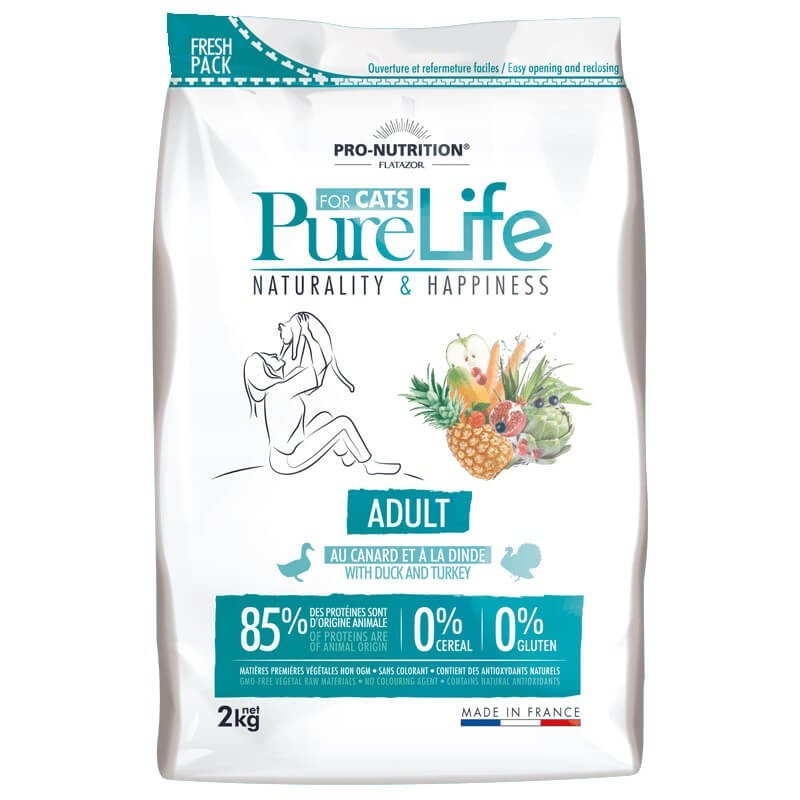 FRESH
PACK
Ouverture et refermeture faciles / Easy opening and reclosing
PRO-NUTRITION®
FLATAZOR
FOR CATS
PureLife
NATURALITY & HAPPINESS
ADULT
AU CANARD ET À LA DINDE
WITH DUCK AND TURKEY
85% DES PROTÉINES SONT
D'ORIGINE ANIMALE
OF PROTEINS ARE
OF ANIMAL ORIGIN
0%
CEREAL
0%
GLUTEN
MATIÈRES PREMIÈRES VÉGÉTALES NON OGM • SANS COLORANT • CONTIENT DES ANTIOXYDANTS NATURELS
GMO-FREE VEGETAL RAW MATERIALS • NO COLOURING AGENT • CONTAINS NATURAL ANTIOXIDANTS
2kg net
MADE IN FRANCE